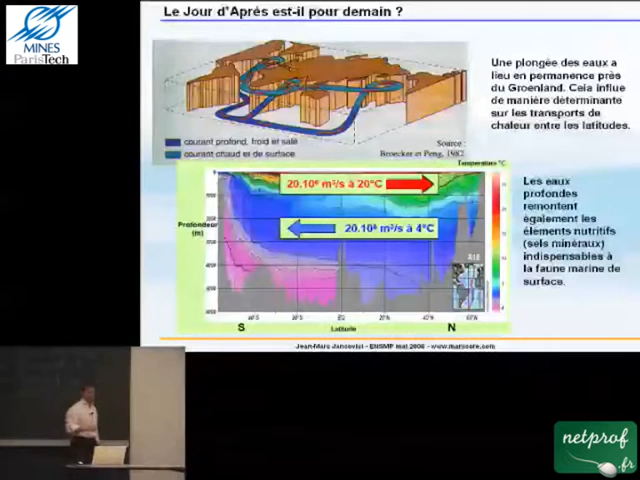 Le Jour d'Après est-il pour demain ?
MINES
ParisTech
Une plongée des eaux a
lieu en permanence près
du Groenland. Cela influe
de manière déterminante
sur les transports de
chaleur entre les latitudes.
courant profond, froid et salé
courant chaud et de surface.
Source :
Broecker et Peng, 1982
Température °C
20.10⁶ m³/s à 20°C
20.10⁶ m³/s à 4°C
Profondeur
(m)
Les eaux
profondes
remontent
également les
éléments nutritifs
(sels minéraux)
indispensables à
la faune marine de
surface.
S
Latitude
N
Jean-Marc Jancovici - ENSMP mai 2008 - www.manicore.com
netprof
.fr